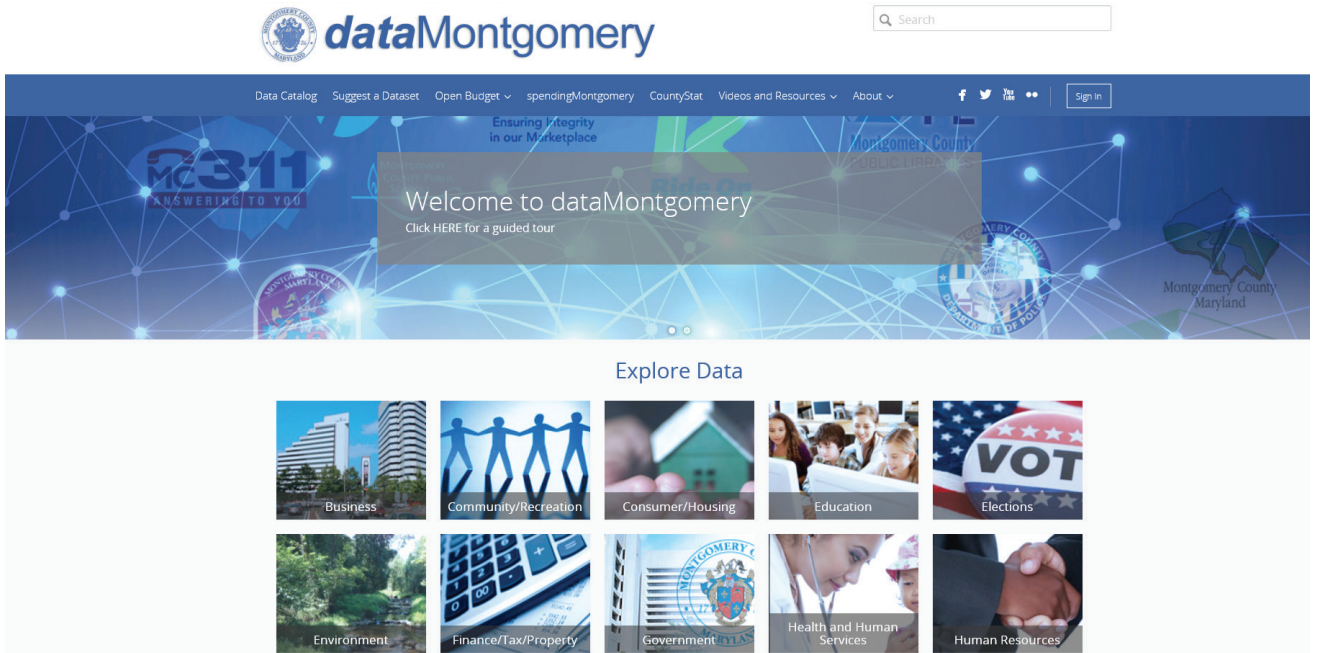 dataMontgomery
Search
Data Catalog Suggest a Dataset Open Budget spendingMontgomery CountyStat Videos and Resources About Sign In
Ensuring Integrity
in our Marketplace
MC311
ANSWERING TO YOU
Montgomery County
PUBLIC LIBRARIES
Ride On
Welcome to dataMontgomery
Click HERE for a guided tour
Montgomery County
Maryland
Explore Data
Business Community/Recreation Consumer/Housing Education Elections
VOT
Environment Finance/Tax/Property Government Health and Human
Services Human Resources